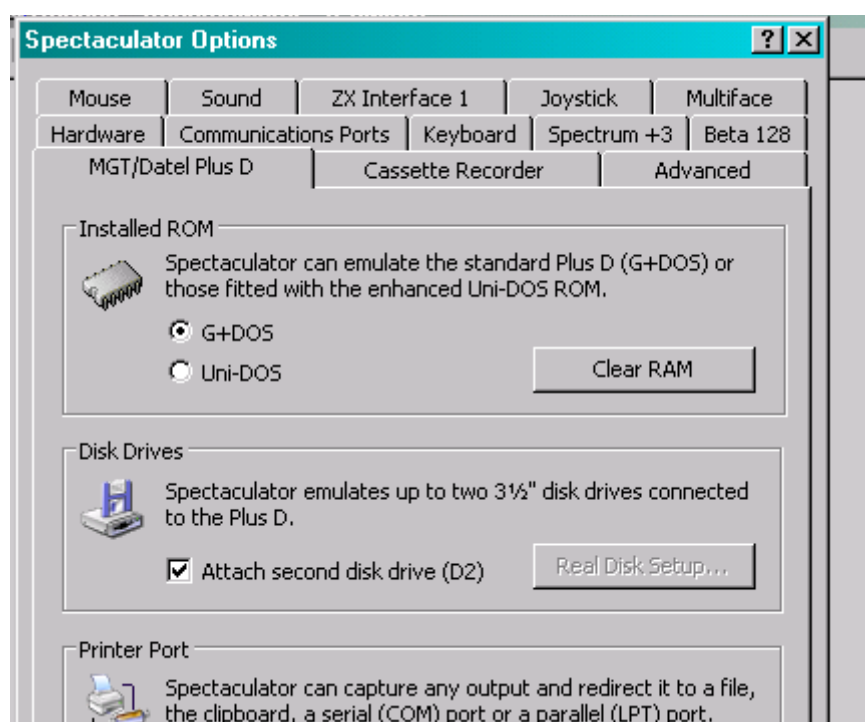 Spectaculator Options
Mouse Sound ZX Interface 1 Joystick Multiface
Hardware Communications Ports Keyboard Spectrum +3 Beta 128
MGT/Datel Plus D Cassette Recorder Advanced
Installed ROM
Spectaculator can emulate the standard Plus D (G+DOS) or
those fitted with the enhanced Uni-DOS ROM.
G+DOS
Uni-DOS Clear RAM
Disk Drives
Spectaculator emulates up to two 3½" disk drives connected
to the Plus D.
Attach second disk drive (D2) Real Disk Setup...
Printer Port
Spectaculator can capture any output and redirect it to a file,
the clipboard, a serial (COM) port or a parallel (LPT) port.